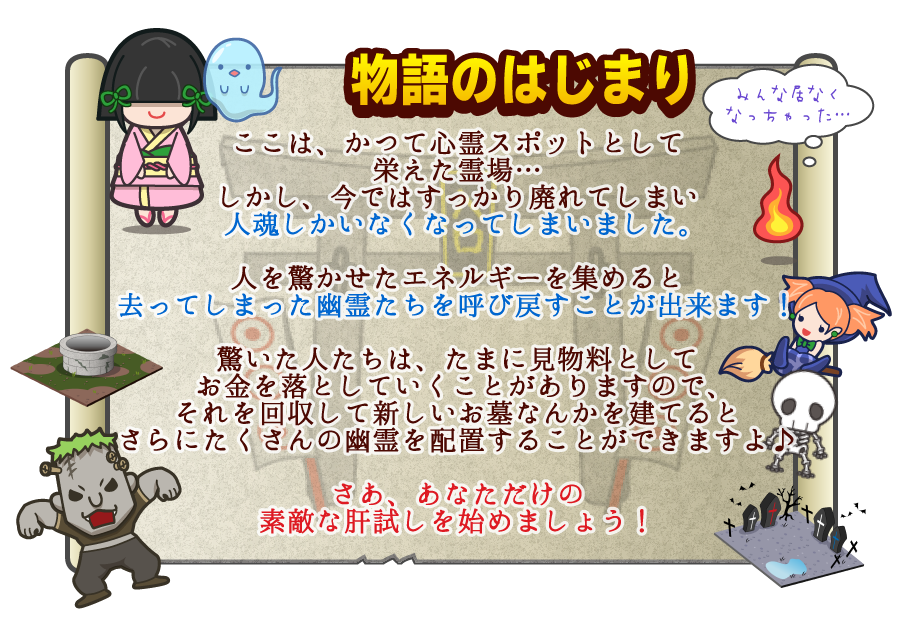 物語のはじまり
みんな居なく
なっちゃった…
ここは、かつて心霊スポットとして
栄えた霊場…
しかし、今ではすっかり廃れてしまい
人魂しかいなくなってしまいました。
人を驚かせたエネルギーを集めると
去ってしまった幽霊たちを呼び戻すことが出来ます！
驚いた人たちは、たまに見物料として
お金を落としていくことがありますので、
それを回収して新しいお墓なんかを建てると
さらにたくさんの幽霊を配置することができますよ♪
さあ、あなただけの
素敵な肝試しを始めましょう！